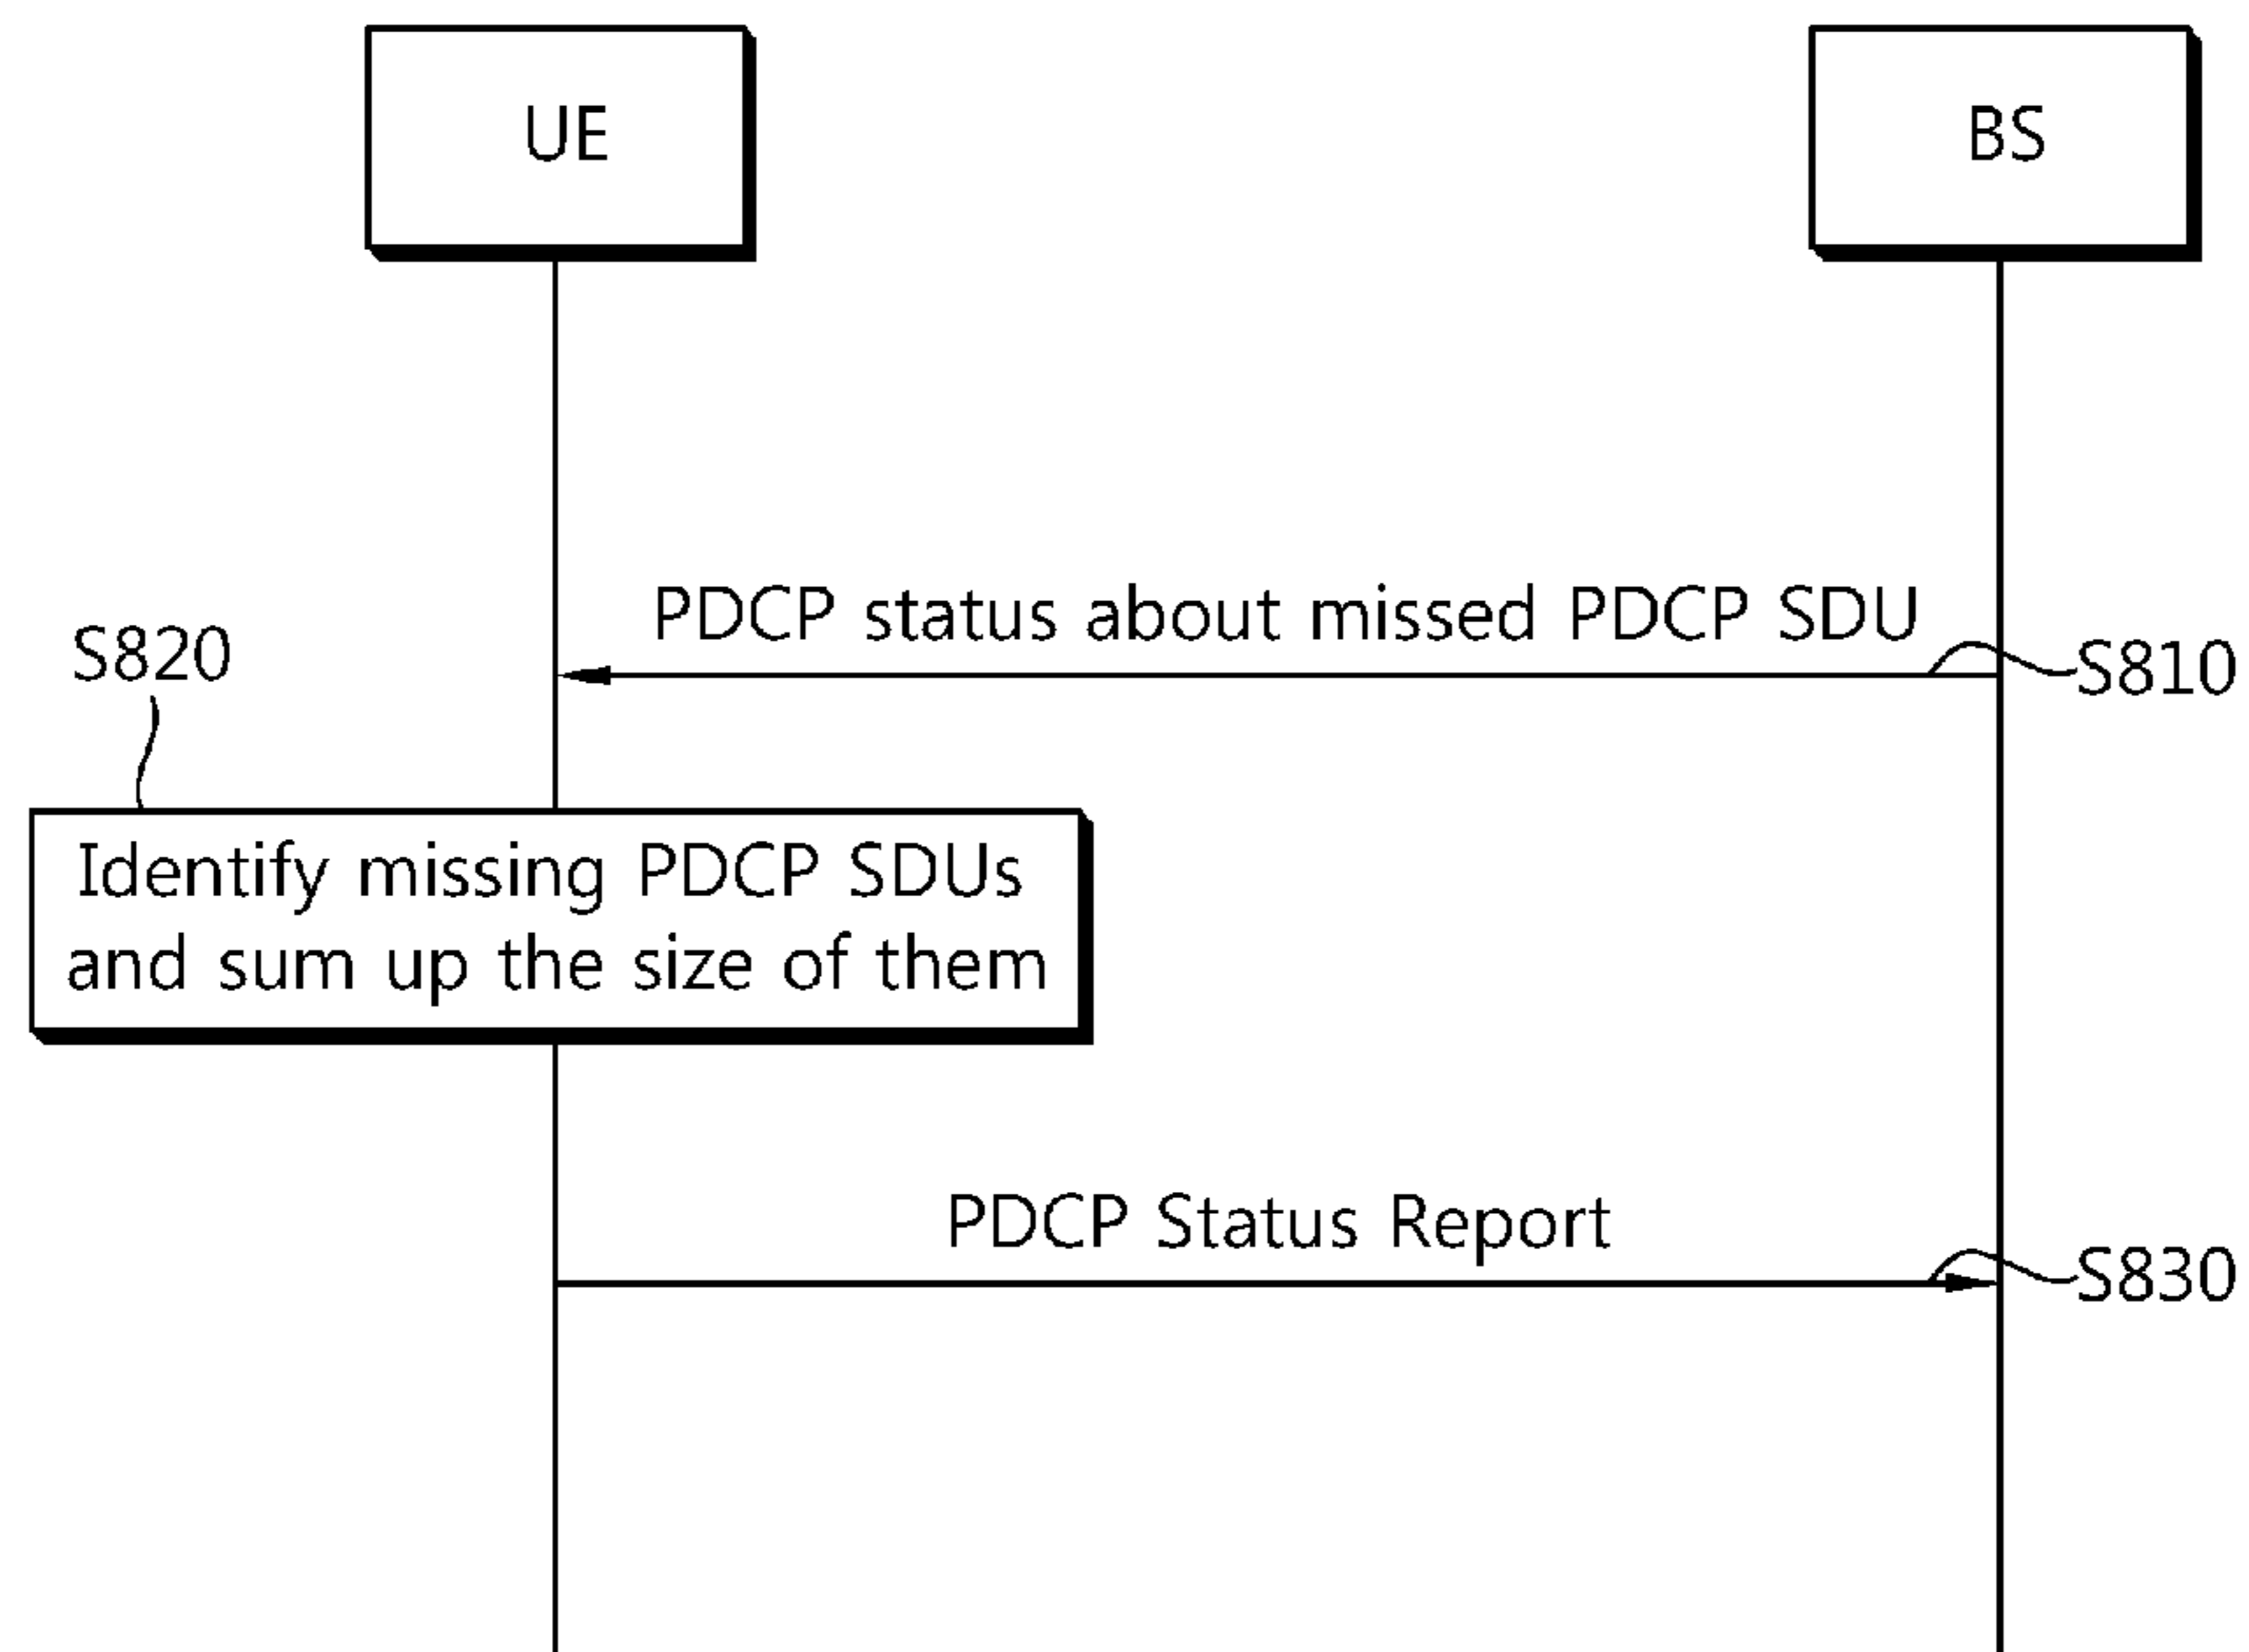 UE
BS
PDCP status about missed PDCP SDU
S810
S820
Identify missing PDCP SDUs
and sum up the size of them
PDCP Status Report
S830